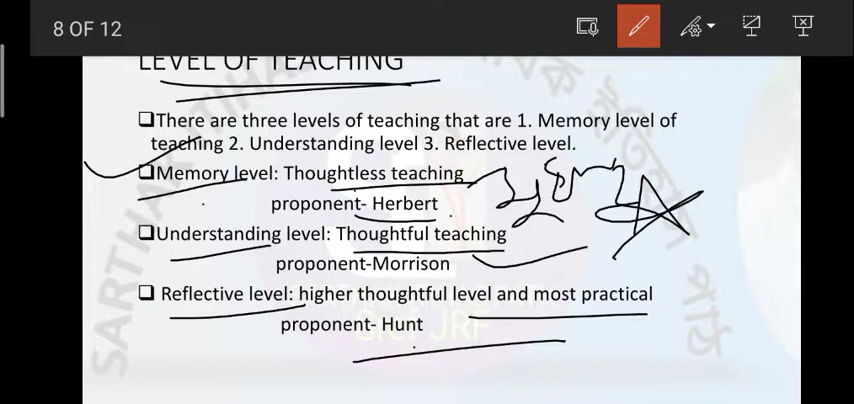 8 OF 12
LEVEL OF TEACHING
❑There are three levels of teaching that are 1. Memory level of
teaching 2. Understanding level 3. Reflective level.
❑Memory level: Thoughtless teaching
proponent- Herbert
❑Understanding level: Thoughtful teaching
proponent-Morrison
❑ Reflective level: higher thoughtful level and most practical
proponent- Hunt